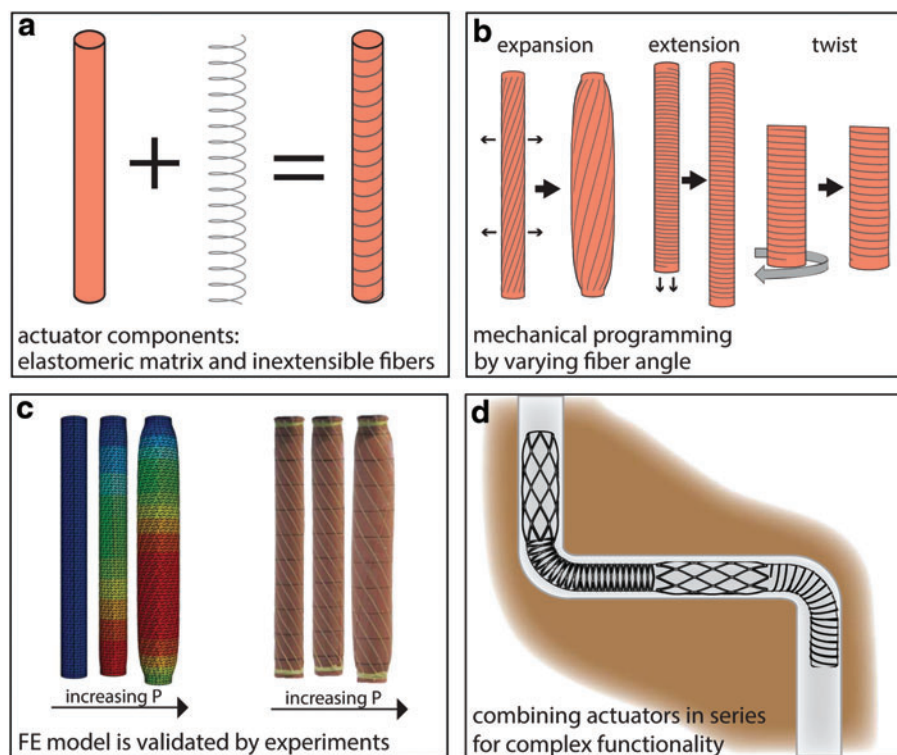 a
actuator components:
elastomeric matrix and inextensible fibers
b
expansion
extension
twist
mechanical programming
by varying fiber angle
c
increasing P
increasing P
FE model is validated by experiments
d
combining actuators in series
for complex functionality